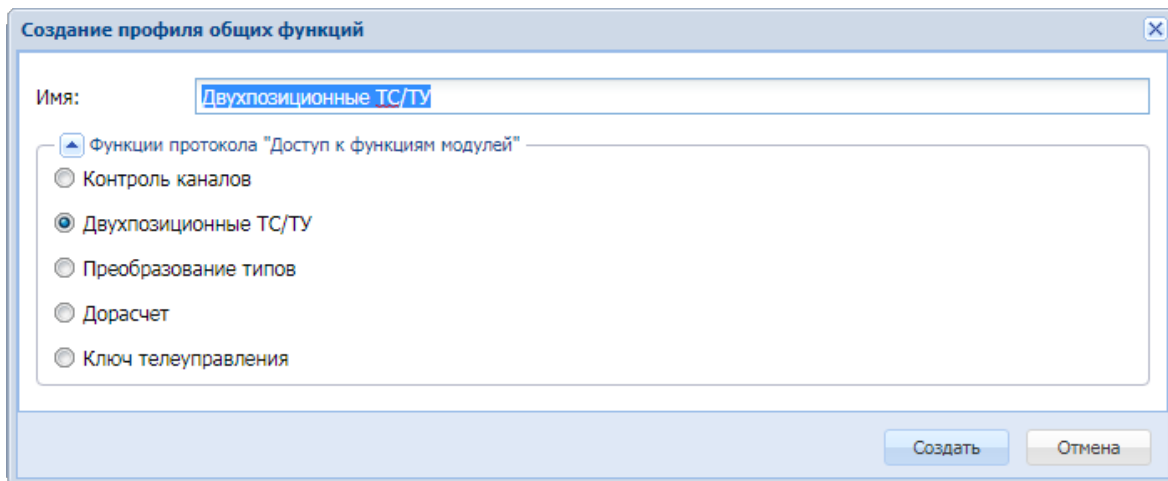 Создание профиля общих функций
Имя: Двухпозиционные ТС/ТУ
Функции протокола "Доступ к функциям модулей"
Контроль каналов
Двухпозиционные ТС/ТУ
Преобразование типов
Дорасчет
Ключ телеуправления
Создать Отмена